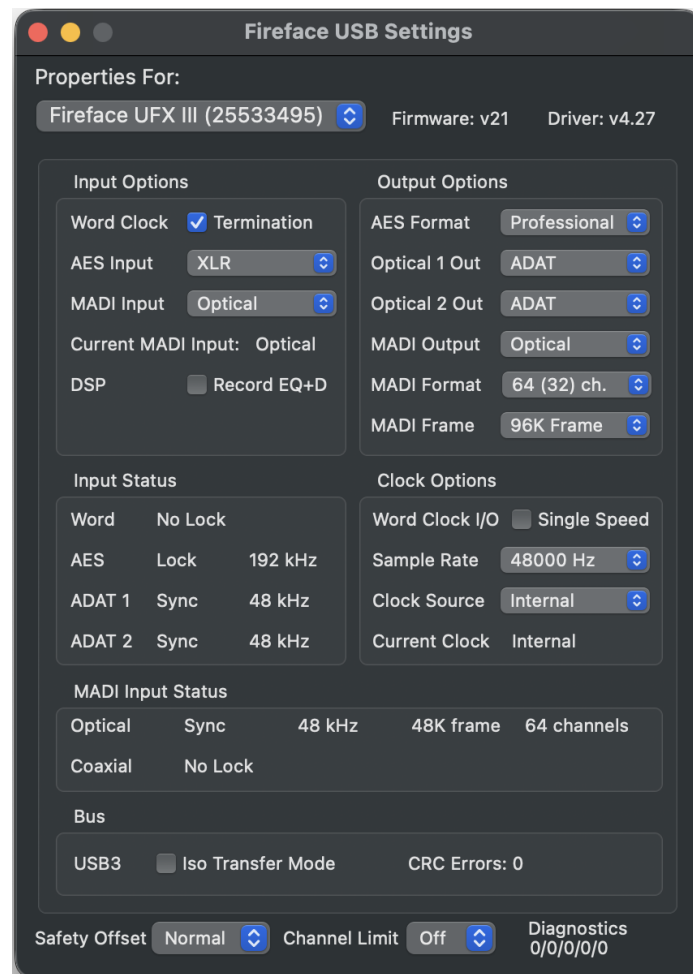 Fireface USB Settings
Properties For:
Fireface UFX III (25533495)
Firmware: v21
Driver: v4.27
Input Options
Word Clock Termination
AES Input XLR
MADI Input Optical
Current MADI Input: Optical
DSP Record EQ+D
Output Options
AES Format Professional
Optical 1 Out ADAT
Optical 2 Out ADAT
MADI Output Optical
MADI Format 64 (32) ch.
MADI Frame 96K Frame
Input Status
Word No Lock
AES Lock 192 kHz
ADAT 1 Sync 48 kHz
ADAT 2 Sync 48 kHz
Clock Options
Word Clock I/O Single Speed
Sample Rate 48000 Hz
Clock Source Internal
Current Clock Internal
MADI Input Status
Optical Sync 48 kHz 48K frame 64 channels
Coaxial No Lock
Bus
USB3 Iso Transfer Mode CRC Errors: 0
Safety Offset Normal Channel Limit Off
Diagnostics
0/0/0/0/0